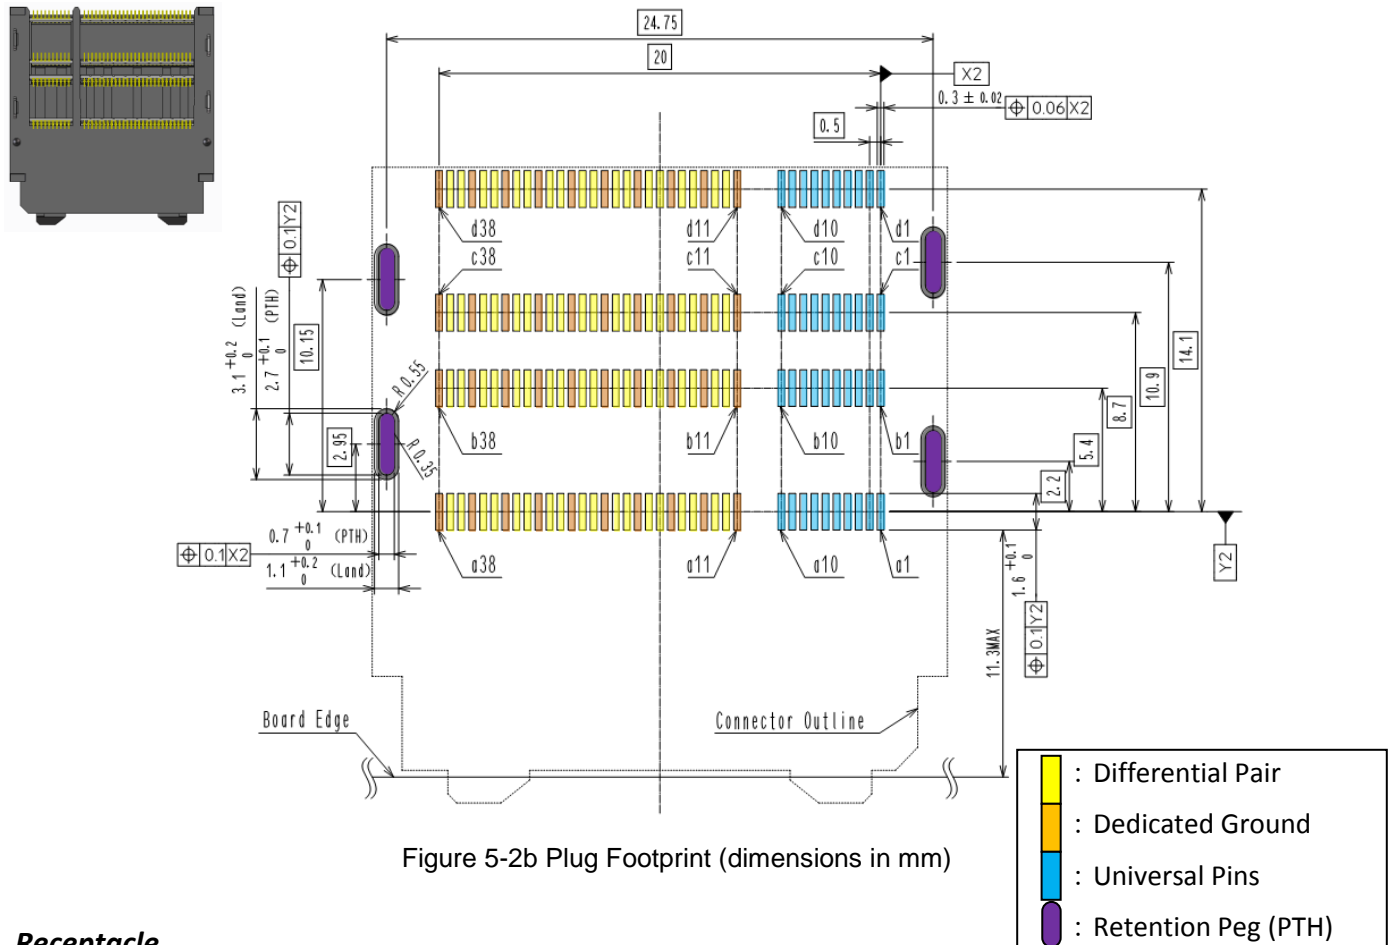 24.75
20
X2
0.3 ± 0.02
⌖ 0.06 X2
0.5
d38
d11
d10
d1
c38
c11
c10
c1
⌖ 0.1 Y2
3.1 +0.2 0 (Land)
2.7 +0.1 0 (PTH)
10.15
R0.55
R0.35
2.95
b38
b11
b10
b1
14.1
10.9
8.7
5.4
2.2
Y2
0.7 +0.1 0 (PTH)
⌖ 0.1 X2
1.1 +0.2 0 (Land)
a38
a11
a10
a1
1.6 +0.1 0
⌖ 0.1 Y2
11.3MAX
Board Edge
Connector Outline
: Differential Pair
: Dedicated Ground
: Universal Pins
: Retention Peg (PTH)
Figure 5-2b Plug Footprint (dimensions in mm)
Receptacle